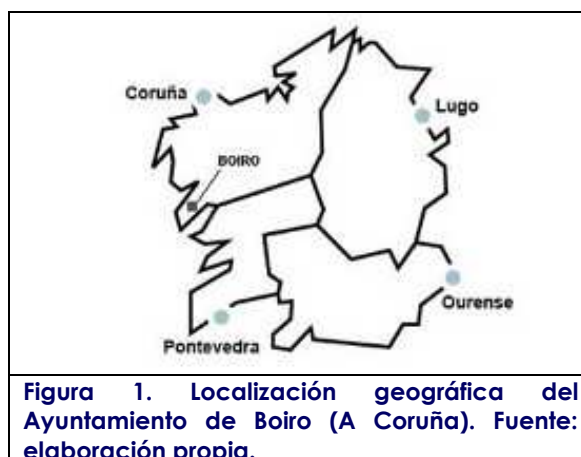 Coruña
Lugo
BOIRO
Ourense
Pontevedra
Figura 1. Localización geográfica del
Ayuntamiento de Boiro (A Coruña). Fuente:
elaboración propia.